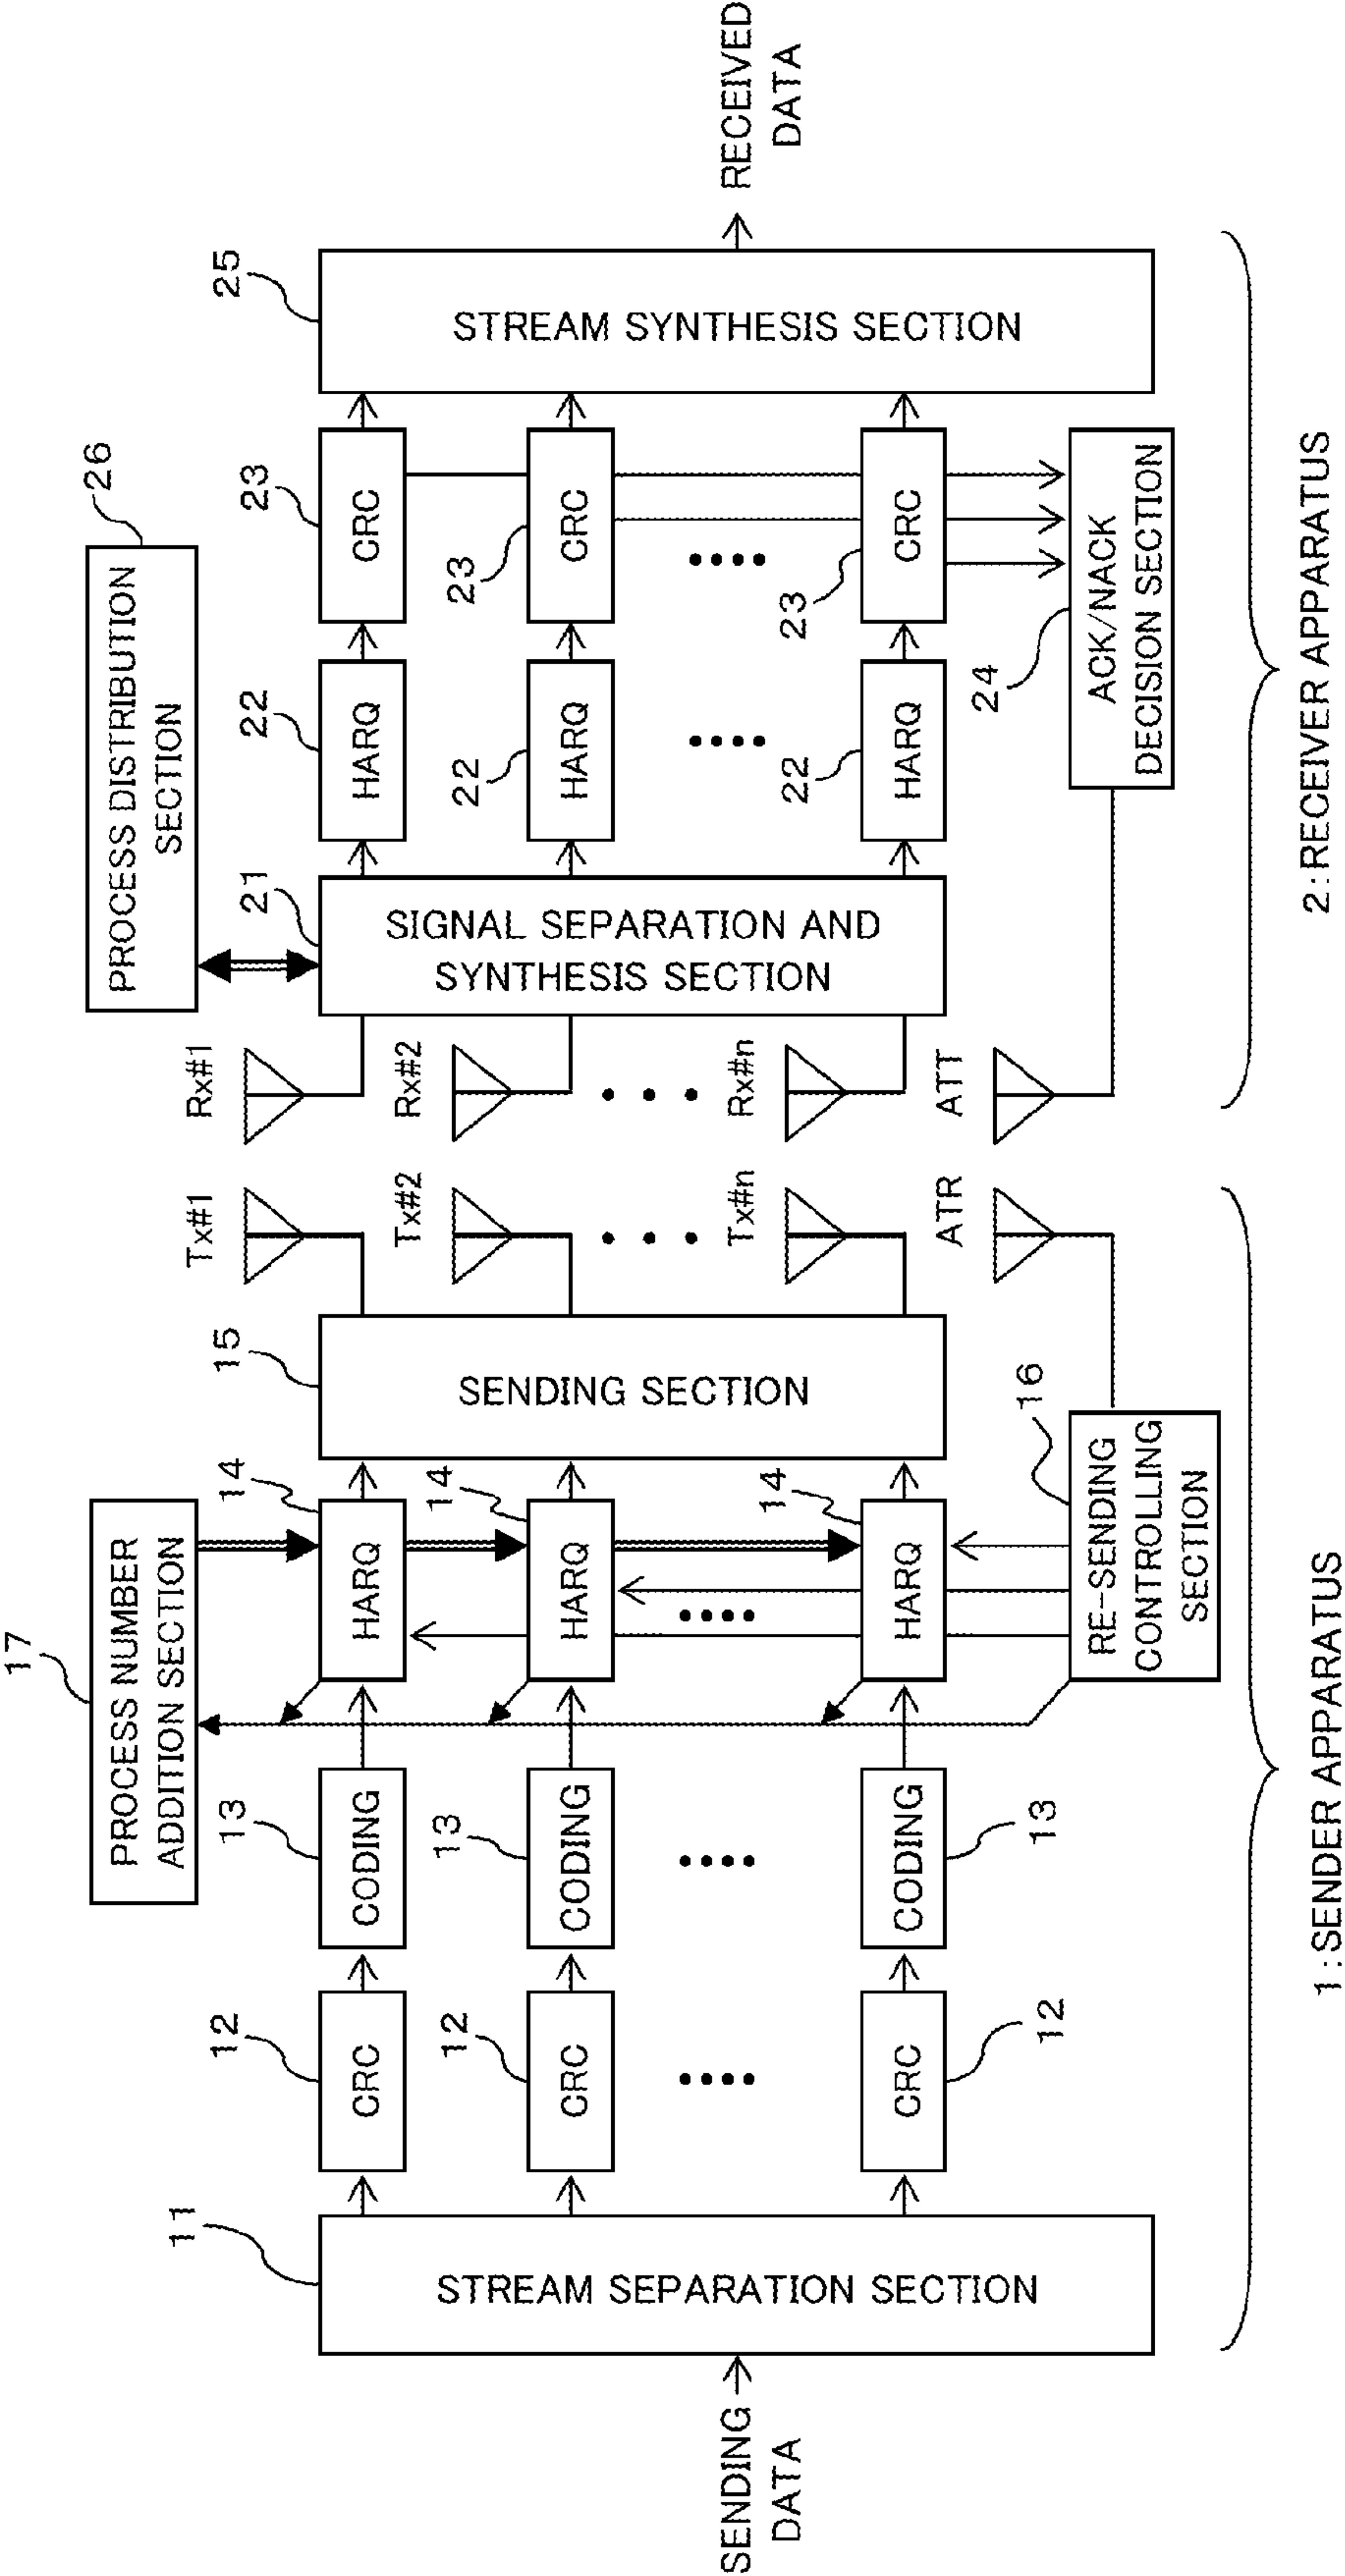 SENDING
DATA
11
STREAM SEPARATION SECTION
12
CRC
12
CRC
12
CRC
13
CODING
13
CODING
13
CODING
17
PROCESS NUMBER
ADDITION SECTION
14
HARQ
14
HARQ
14
HARQ
16
RE-SENDING
CONTROLLING
SECTION
15
SENDING SECTION
Tx#1
Tx#2
Tx#n
ATR
1:SENDER APPARATUS
Rx#1
Rx#2
Rx#n
ATT
26
PROCESS DISTRIBUTION
SECTION
21
SIGNAL SEPARATION AND
SYNTHESIS SECTION
22
HARQ
22
HARQ
22
HARQ
23
CRC
23
CRC
23
CRC
24
ACK/NACK
DECISION SECTION
25
STREAM SYNTHESIS SECTION
RECEIVED
DATA
2:RECEIVER APPARATUS